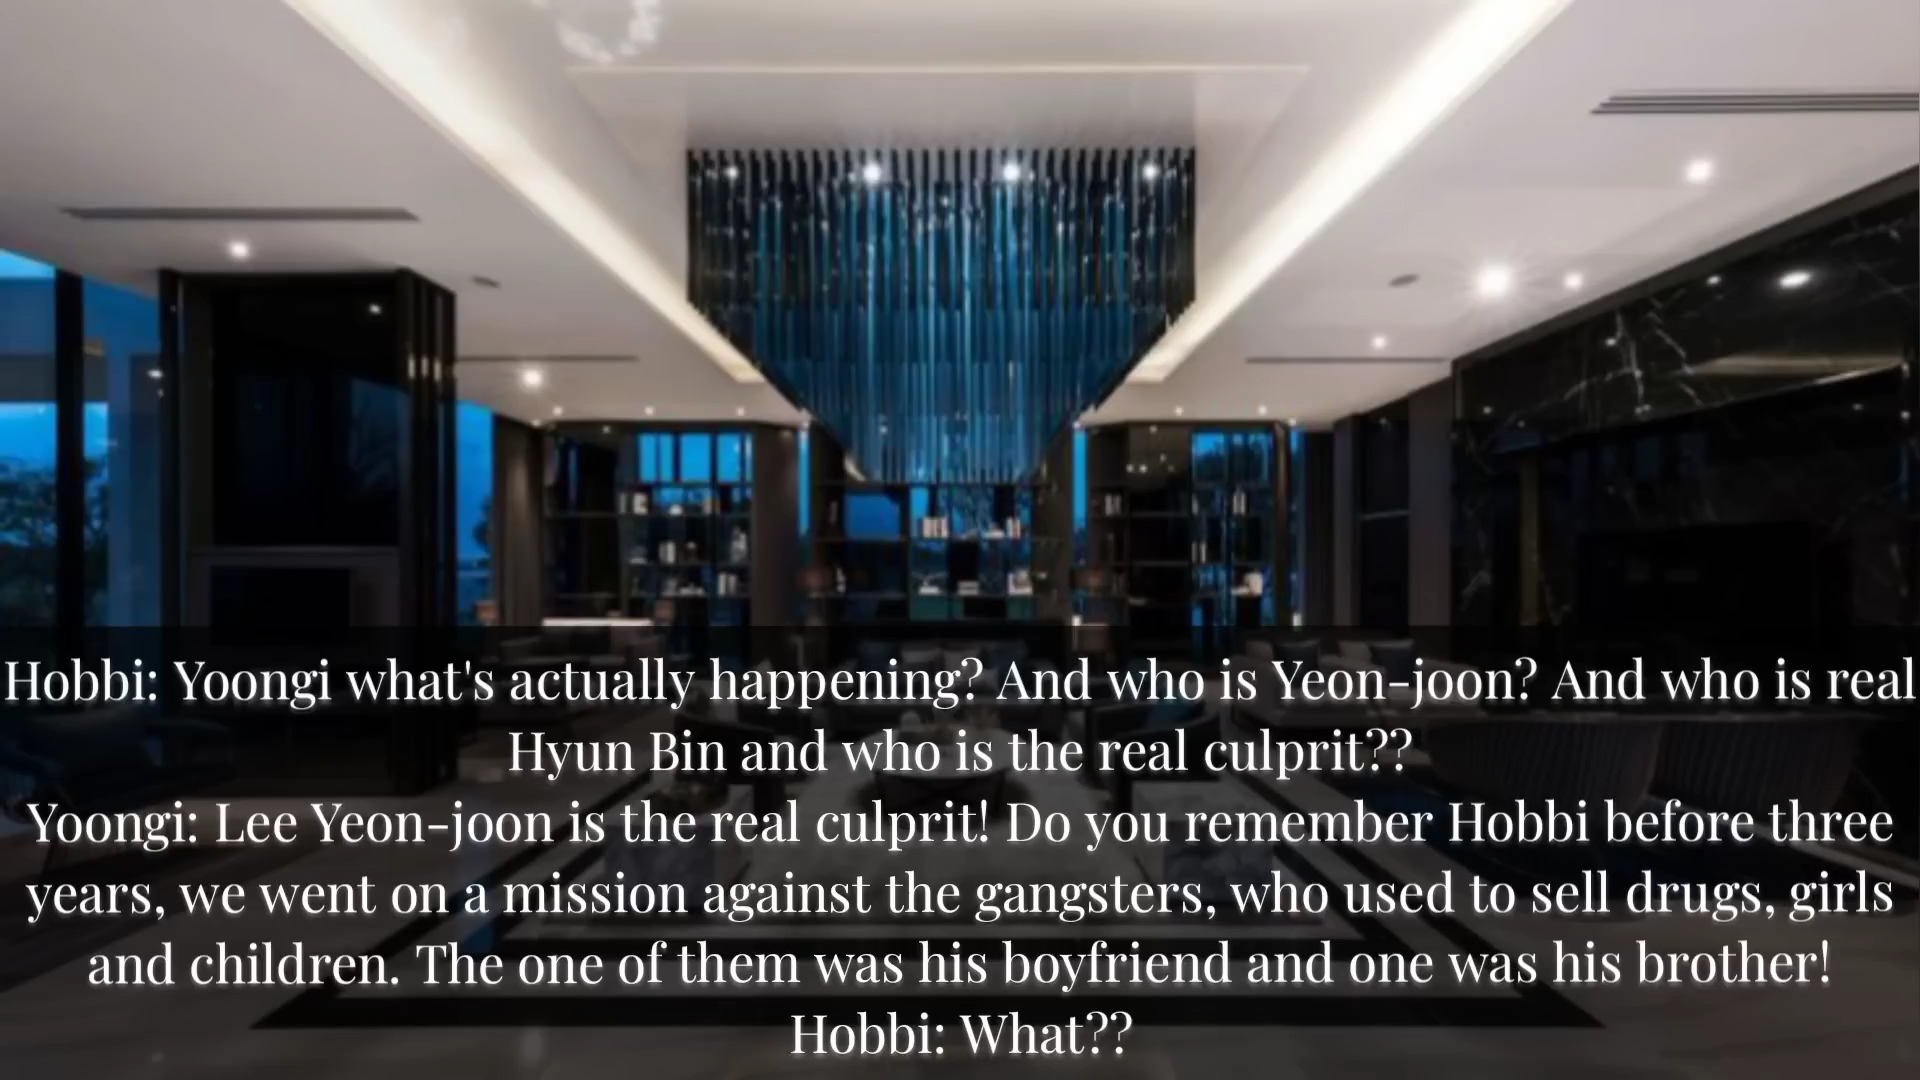 Hobbi: Yoongi what's actually happening? And who is Yeon-joon? And who is real
Hyun Bin and who is the real culprit??
Yoongi: Lee Yeon-joon is the real culprit! Do you remember Hobbi before three
years, we went on a mission against the gangsters, who used to sell drugs, girls
and children. The one of them was his boyfriend and one was his brother!
Hobbi: What??